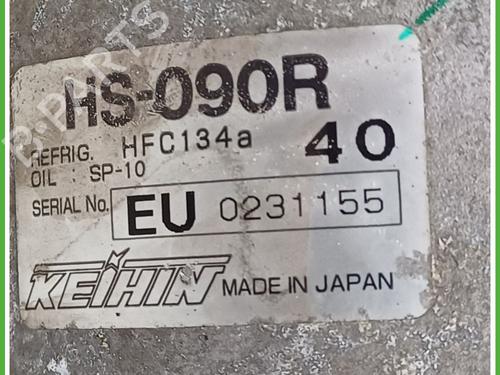 HS-090R
REFRIG. HFC134a 40
OIL : SP-10
SERIAL No. EU 0231155
KEIHIN MADE IN JAPAN
B-PARTS